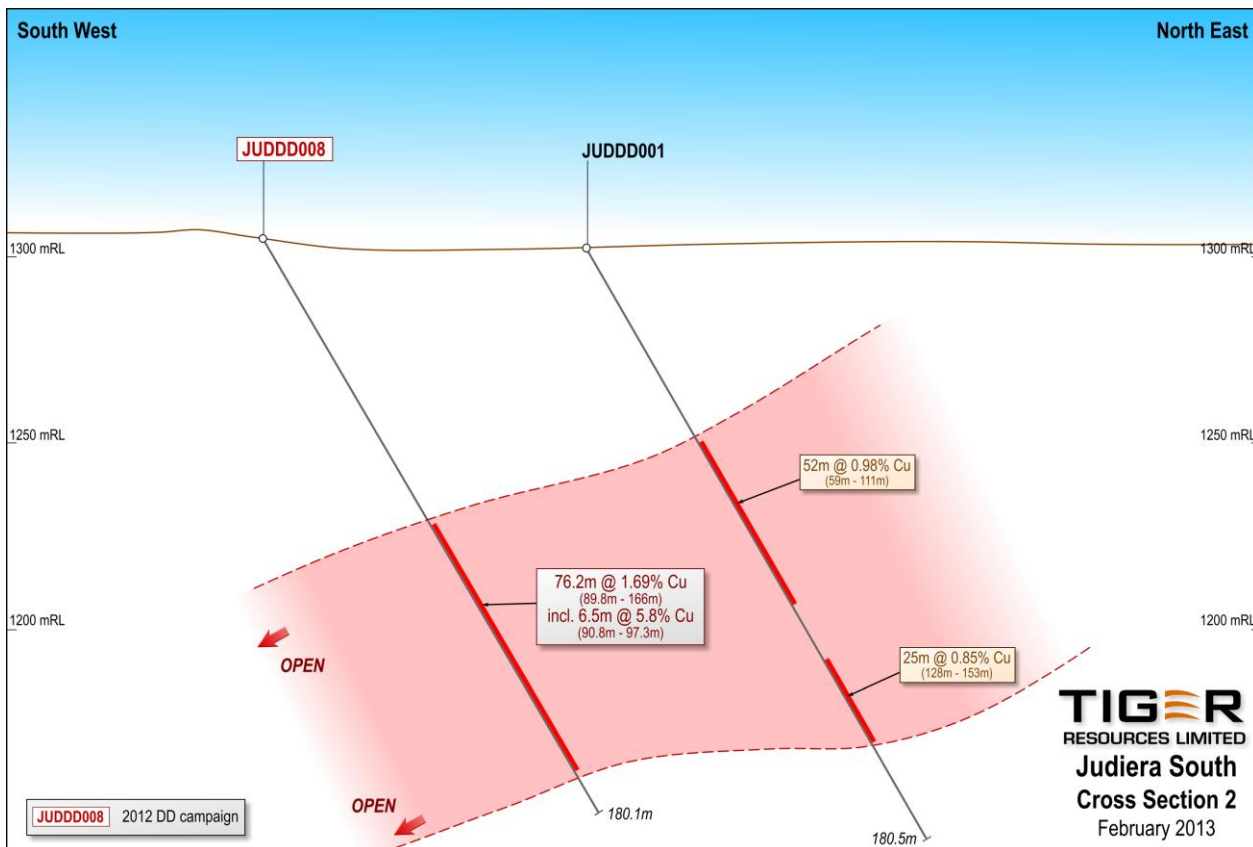 South West
North East
JUDDD008
JUDDD001
1300 mRL
1300 mRL
1250 mRL
1250 mRL
52m @ 0.98% Cu
(59m - 111m)
76.2m @ 1.69% Cu
(89.8m - 166m)
incl. 6.5m @ 5.8% Cu
(90.8m - 97.3m)
1200 mRL
1200 mRL
OPEN
25m @ 0.85% Cu
(128m - 153m)
TIGER
RESOURCES LIMITED
Judiera South
Cross Section 2
February 2013
OPEN
JUDDD008 2012 DD campaign
180.1m
180.5m